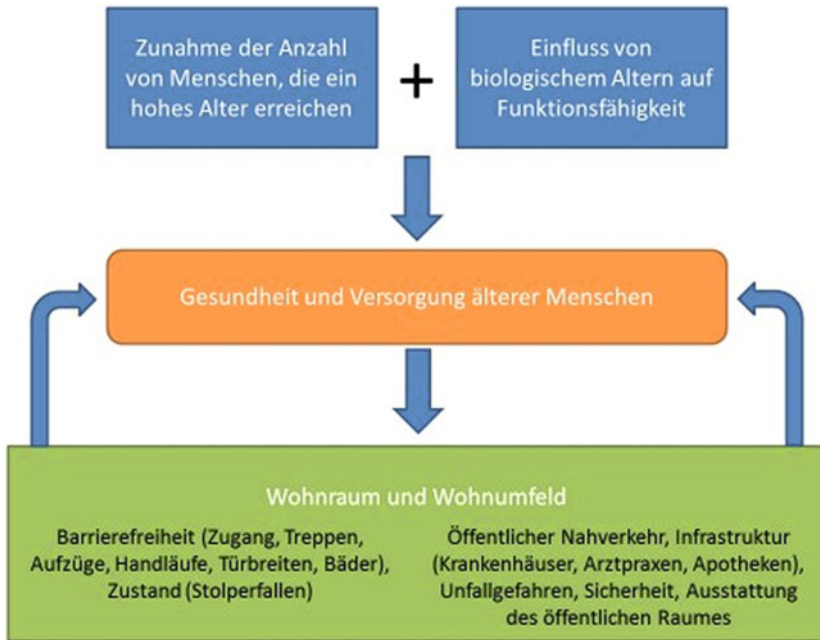 Zunahme der Anzahl
von Menschen, die ein
hohes Alter erreichen
+
Einfluss von
biologischem Altern auf
Funktionsfähigkeit
Gesundheit und Versorgung älterer Menschen
Wohnraum und Wohnumfeld
Barrierefreiheit (Zugang, Treppen,
Aufzüge, Handläufe, Türbreiten, Bäder),
Zustand (Stolperfallen)
Öffentlicher Nahverkehr, Infrastruktur
(Krankenhäuser, Arztpraxen, Apotheken),
Unfallgefahren, Sicherheit, Ausstattung
des öffentlichen Raumes